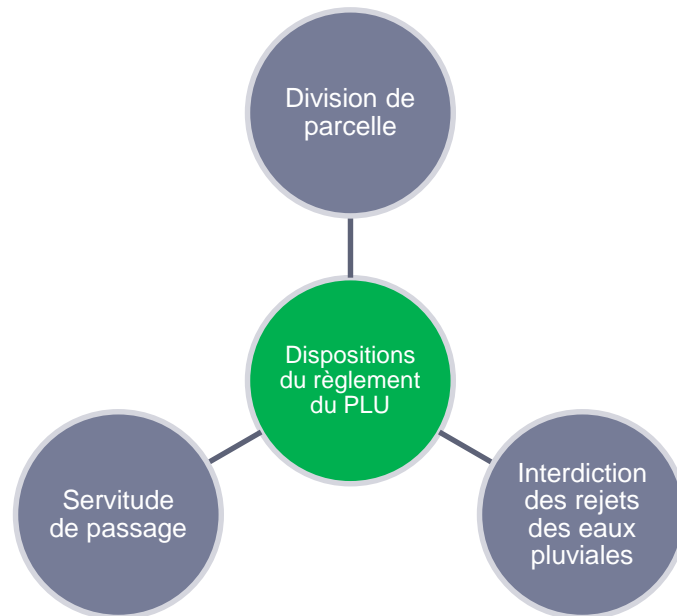 Division de
parcelle
Dispositions
du règlement
du PLU
Servitude
de passage
Interdiction
des rejets
des eaux
pluviales